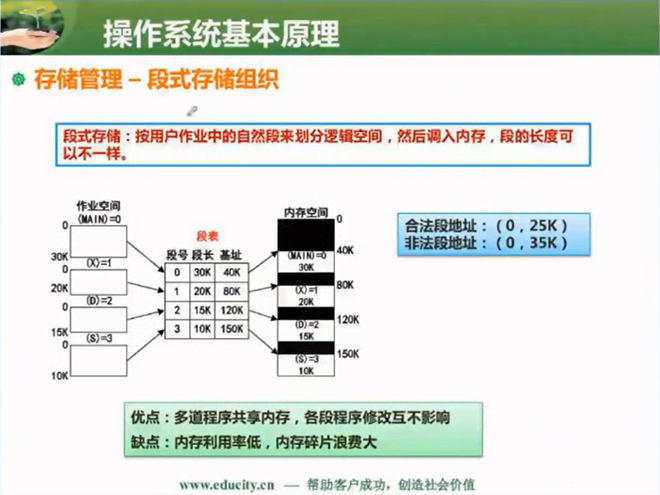 操作系统基本原理
存储管理 – 段式存储组织
段式存储：按用户作业中的自然段来划分逻辑空间，然后调入内存，段的长度可
以不一样。
作业空间
(MAIN)=0
0
30K
(X)=1
0
20K
(D)=2
0
15K
(S)=3
0
10K
段表
段号 段长 基址
0 30K 40K
1 20K 80K
2 15K 120K
3 10K 150K
内存空间
0
40K
(MAIN)=0
30K
80K
(X)=1
20K
120K
(D)=2
15K
150K
(S)=3
10K
合法段地址：（0，25K）
非法段地址：（0，35K）
优点：多道程序共享内存，各段程序修改互不影响
缺点：内存利用率低，内存碎片浪费大
www.educity.cn — 帮助客户成功，创造社会价值